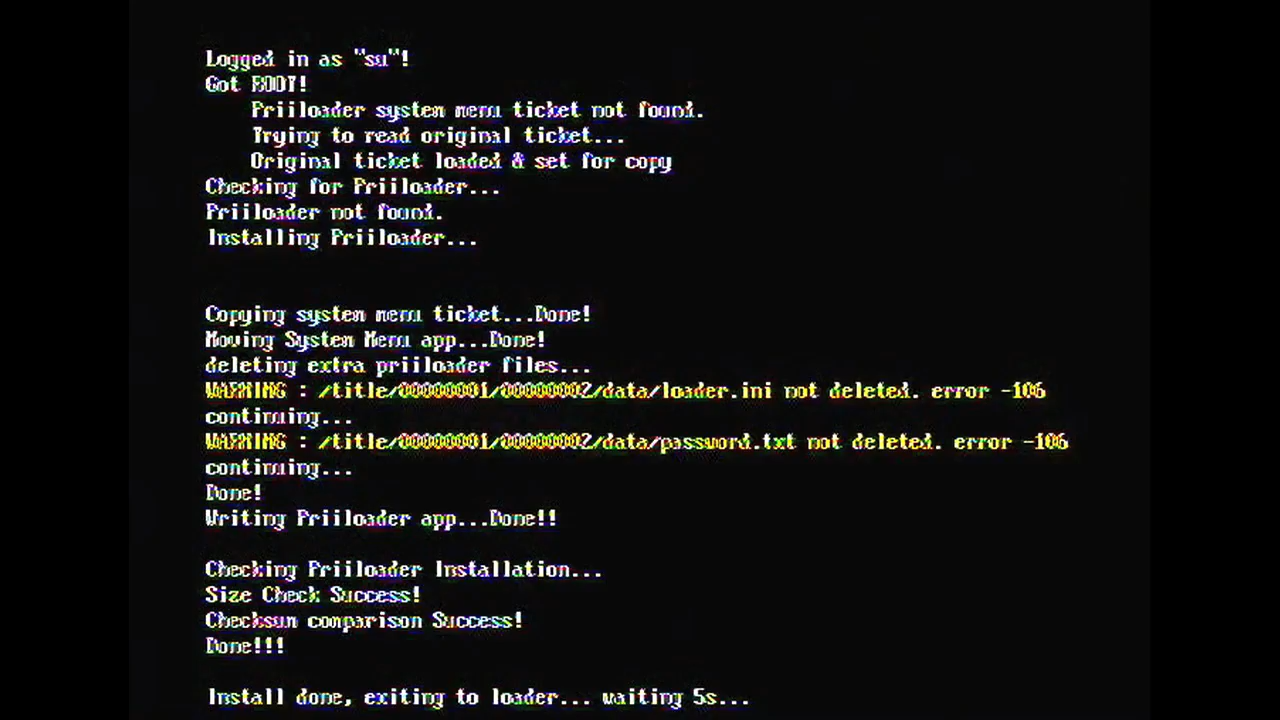 Logged in as "su"!
Got ROOT!
Priiloader system menu ticket not found.
Trying to read original ticket...
Original ticket loaded & set for copy
Checking for Priiloader...
Priiloader not found.
Installing Priiloader...
Copying system menu ticket...Done!
Moving System Menu app...Done!
deleting extra priiloader files...
WARNING : /title/00000001/00000002/data/loader.ini not deleted. error -106
continuing...
WARNING : /title/00000001/00000002/data/password.txt not deleted. error -106
continuing...
Done!
Writing Priiloader app...Done!!
Checking Priiloader Installation...
Size Check Success!
Checksum comparison Success!
Done!!!
Install done, exiting to loader... waiting 5s...